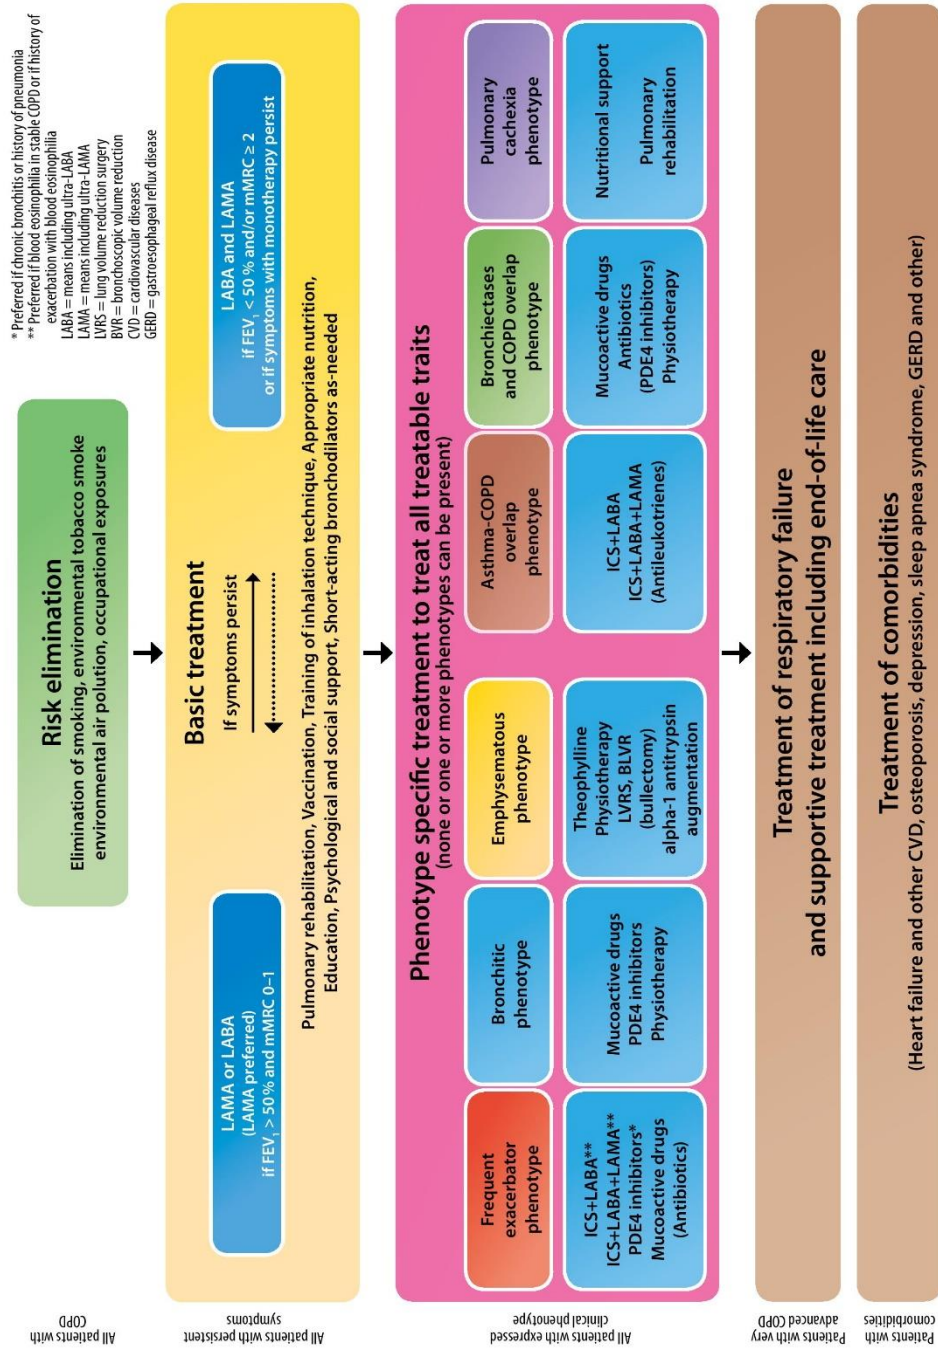 All patients with
COPD
Risk elimination
Elimination of smoking, environmental tobacco smoke
environmental air polution, occupational exposures
* Preferred if chronic bronchitis or history of pneumonia
** Preferred if blood eosinophilia in stable COPD or if history of
exacerbation with blood eosinophilia
LABA = means including ultra-LABA
LAMA = means including ultra-LAMA
LVRS = lung volume reduction surgery
BVR = bronchoscopic volume reduction
CVD = cardiovascular diseases
GERD = gastroesophageal reflux disease
All patients with persistent
symptoms
Basic treatment
LAMA or LABA
(LAMA preferred)
if FEV₁ > 50 % and mMRC 0–1
If symptoms persist
LABA and LAMA
if FEV₁ < 50 % and/or mMRC ≥ 2
or if symptoms with monotherapy persist
Pulmonary rehabilitation, Vaccination, Training of inhalation technique, Appropriate nutrition,
Education, Psychological and social support, Short-acting bronchodilators as-needed
All patients with expressed
clinical phenotype
Phenotype specific treatment to treat all treatable traits
(none or one or more phenotypes can be present)
Frequent
exacerbator
phenotype
Bronchitic
phenotype
Emphysematous
phenotype
Asthma-COPD
overlap
phenotype
Bronchiectases
and COPD overlap
phenotype
Pulmonary
cachexia
phenotype
ICS+LABA**
ICS+LABA+LAMA**
PDE4 inhibitors*
Mucoactive drugs
(Antibiotics)
Mucoactive drugs
PDE4 inhibitors
Physiotherapy
Theophylline
Physiotherapy
LVRS, BLVR
(bullectomy)
alpha-1 antitrypsin
augmentation
ICS+LABA
ICS+LABA+LAMA
(Antileukotrienes)
Mucoactive drugs
Antibiotics
(PDE4 inhibitors)
Physiotherapy
Nutritional support
Pulmonary
rehabilitation
Patients with very
advanced COPD
Treatment of respiratory failure
and supportive treatment including end-of-life care
Patients with
comorbidities
Treatment of comorbidities
(Heart failure and other CVD, osteoporosis, depression, sleep apnea syndrome, GERD and other)